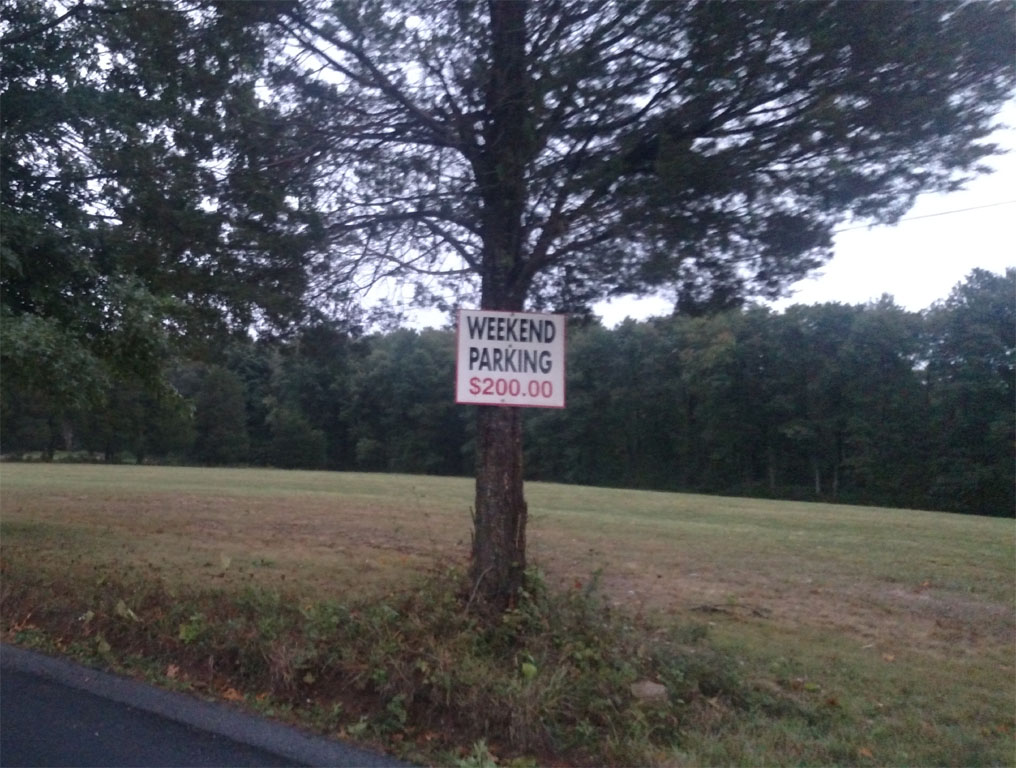 WEEKEND
PARKING
$200.00